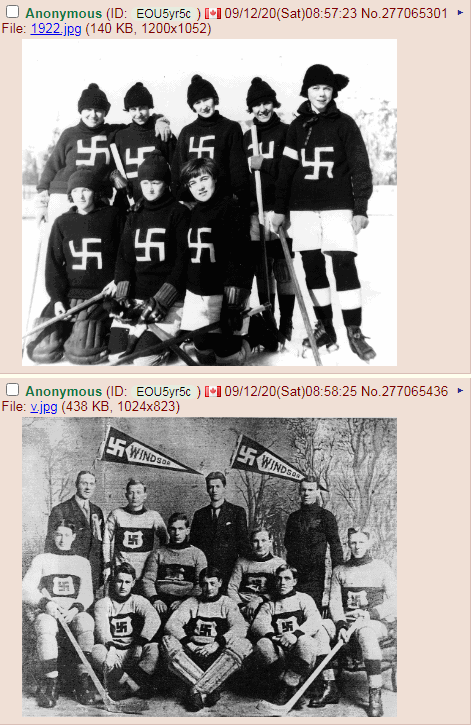 Anonymous (ID: EOU5yr5c ) 09/12/20(Sat)08:57:23 No.277065301
File: 1922.jpg (140 KB, 1200x1052)
Anonymous (ID: EOU5yr5c ) 09/12/20(Sat)08:58:25 No.277065436
File: v.jpg (438 KB, 1024x823)
WINDSOR WINDSOR